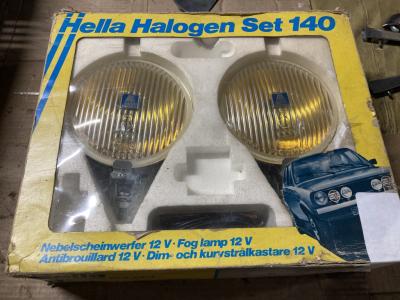 Hella Halogen Set 140
Nebelscheinwerfer 12 V · Fog lamp 12 V
Antibrouillard 12 V · Dim- och kurvstrålkastare 12 V